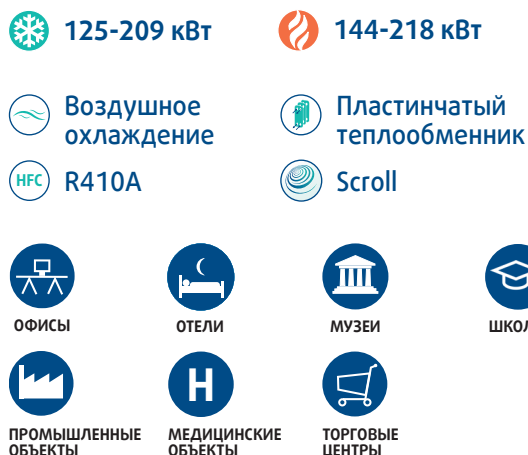 125-209 кВт
144-218 кВт
Воздушное
охлаждение
Пластинчатый
теплообменник
HFC
R410A
Scroll
ОФИСЫ
ОТЕЛИ
МУЗЕИ
ШКОЛ
H
ПРОМЫШЛЕННЫЕ
ОБЪЕКТЫ
МЕДИЦИНСКИЕ
ОБЪЕКТЫ
ТОРГОВЫЕ
ЦЕНТРЫ